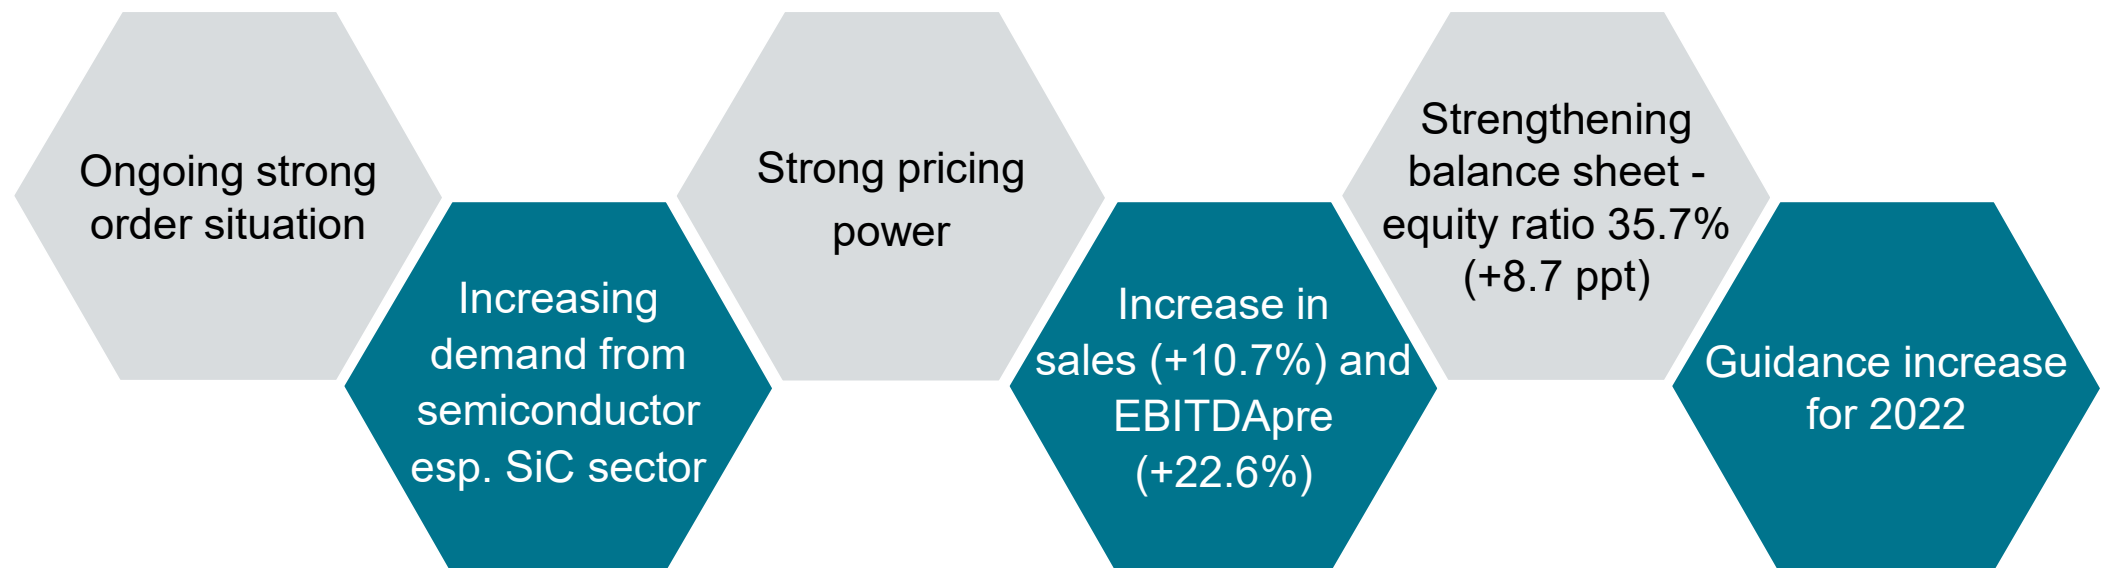 Ongoing strong
order situation
Increasing
demand from
semiconductor
esp. SiC sector
Strong pricing
power
Increase in
sales (+10.7%) and
EBITDApre
(+22.6%)
Strengthening
balance sheet -
equity ratio 35.7%
(+8.7 ppt)
Guidance increase
for 2022